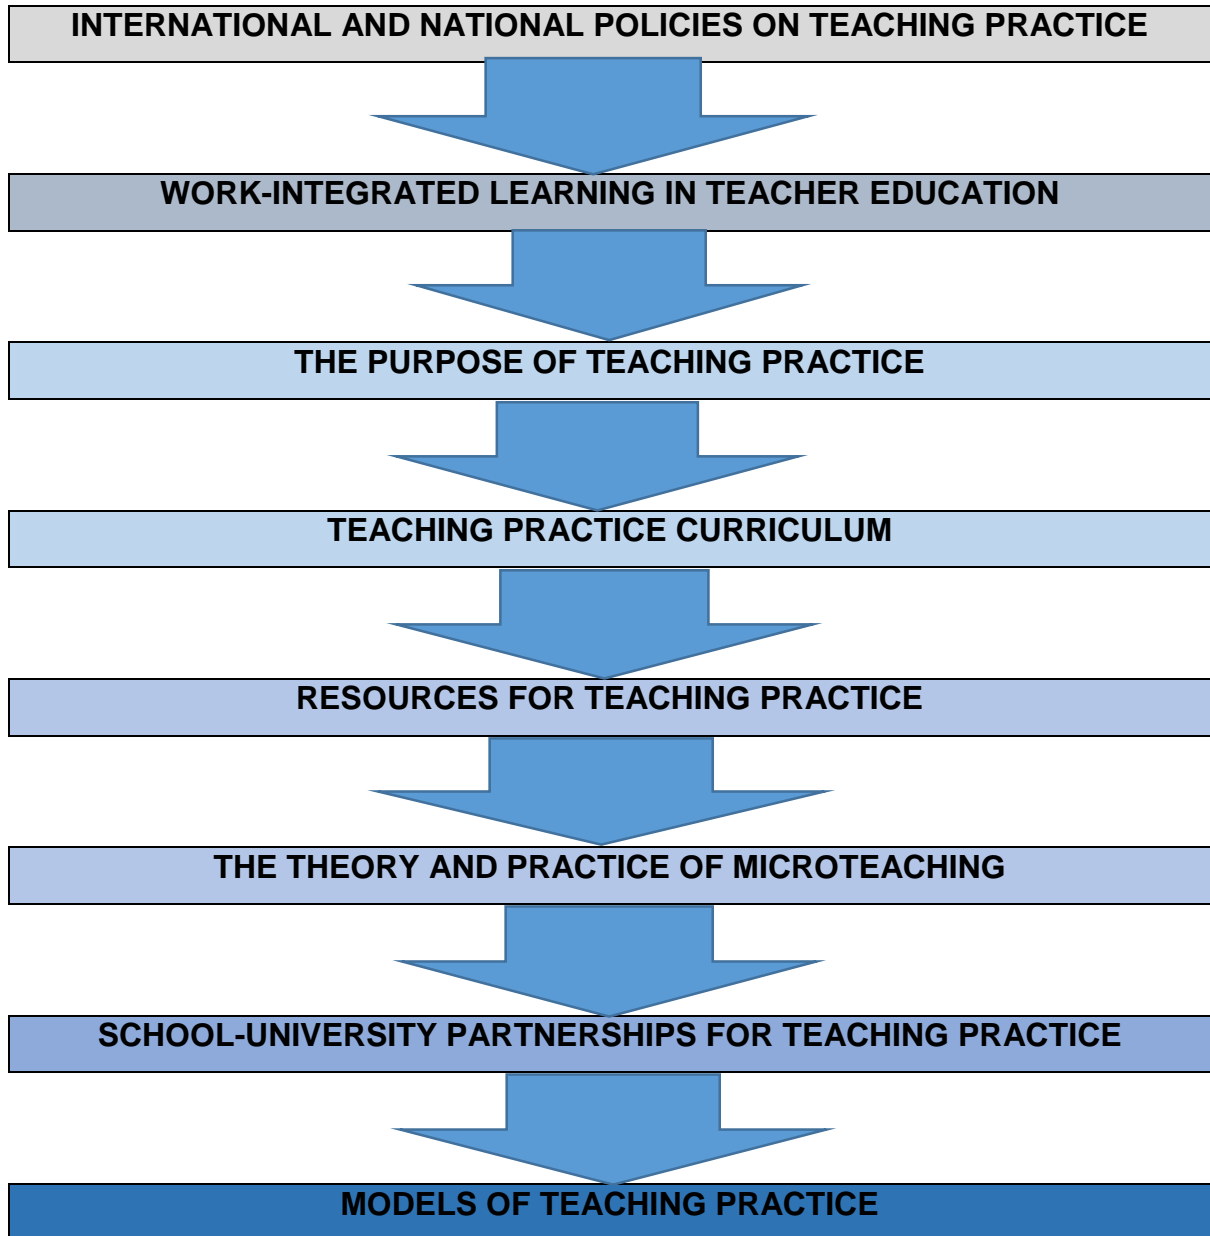 INTERNATIONAL AND NATIONAL POLICIES ON TEACHING PRACTICE
WORK-INTEGRATED LEARNING IN TEACHER EDUCATION
THE PURPOSE OF TEACHING PRACTICE
TEACHING PRACTICE CURRICULUM
RESOURCES FOR TEACHING PRACTICE
THE THEORY AND PRACTICE OF MICROTEACHING
SCHOOL-UNIVERSITY PARTNERSHIPS FOR TEACHING PRACTICE
MODELS OF TEACHING PRACTICE